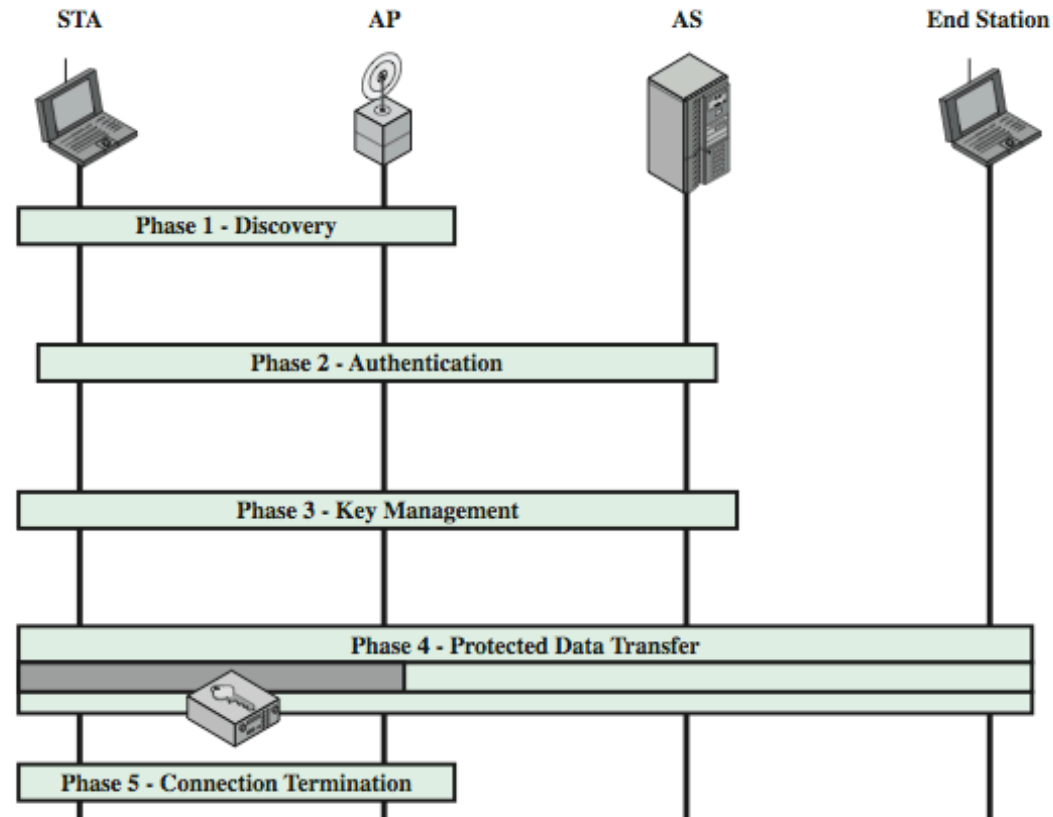 STA
AP
AS
End Station
Phase 1 - Discovery
Phase 2 - Authentication
Phase 3 - Key Management
Phase 4 - Protected Data Transfer
Phase 5 - Connection Termination